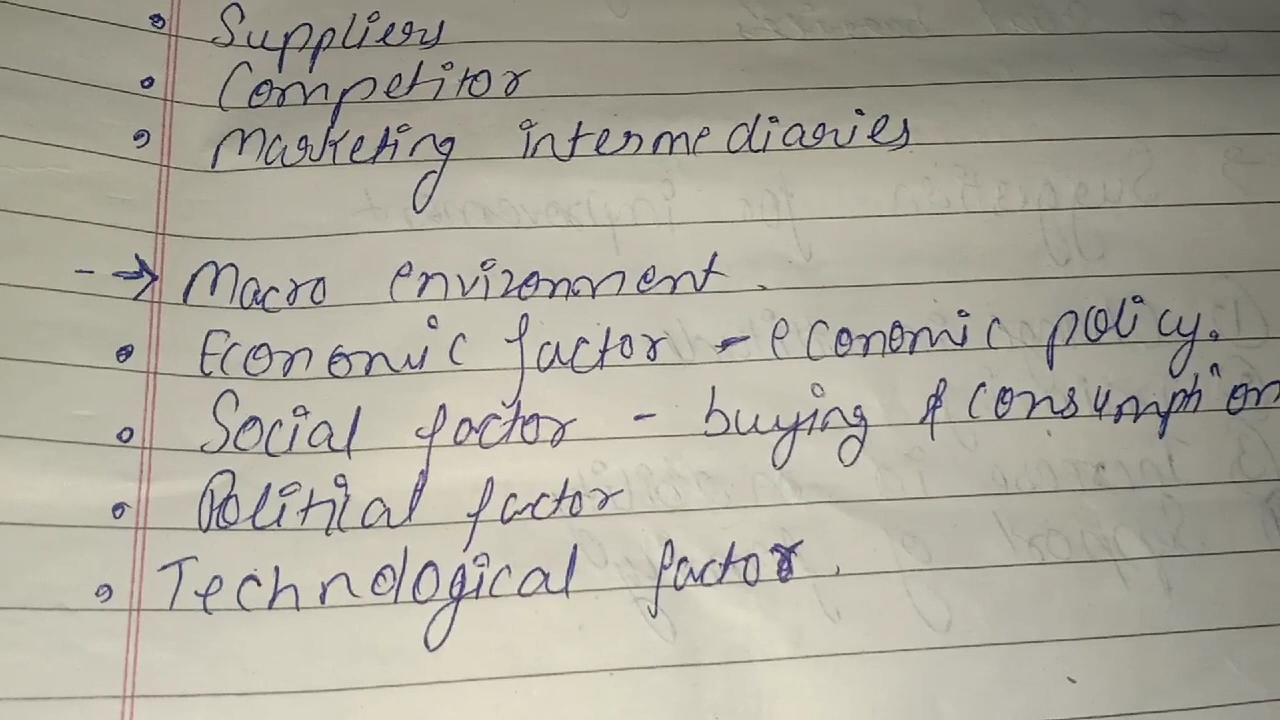 • Suppliers
• Competitor
• Marketing intermediaries
-→ Macro environment.
• Economic factor - economic policy.
• Social factor - buying & consumption
• Political factor
• Technological factor.